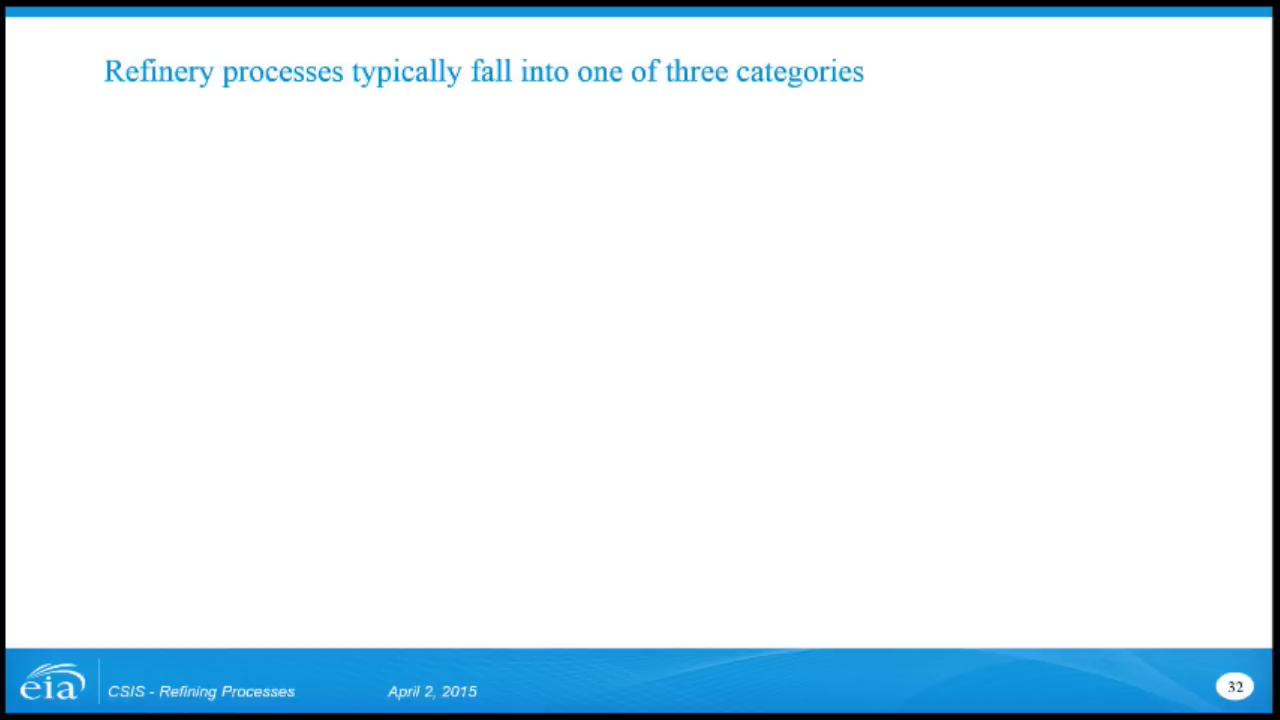 Refinery processes typically fall into one of three categories
eia
CSIS - Refining Processes
April 2, 2015
32